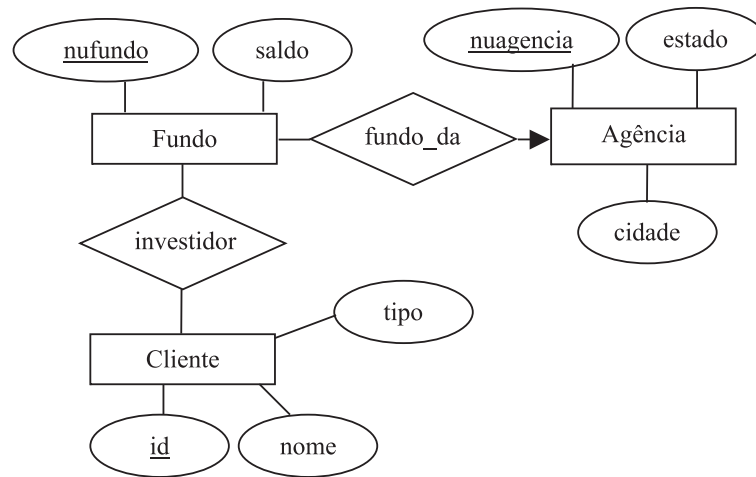 nufundo
saldo
nuagencia
estado
Fundo
fundo_da
Agência
cidade
investidor
tipo
Cliente
id
nome